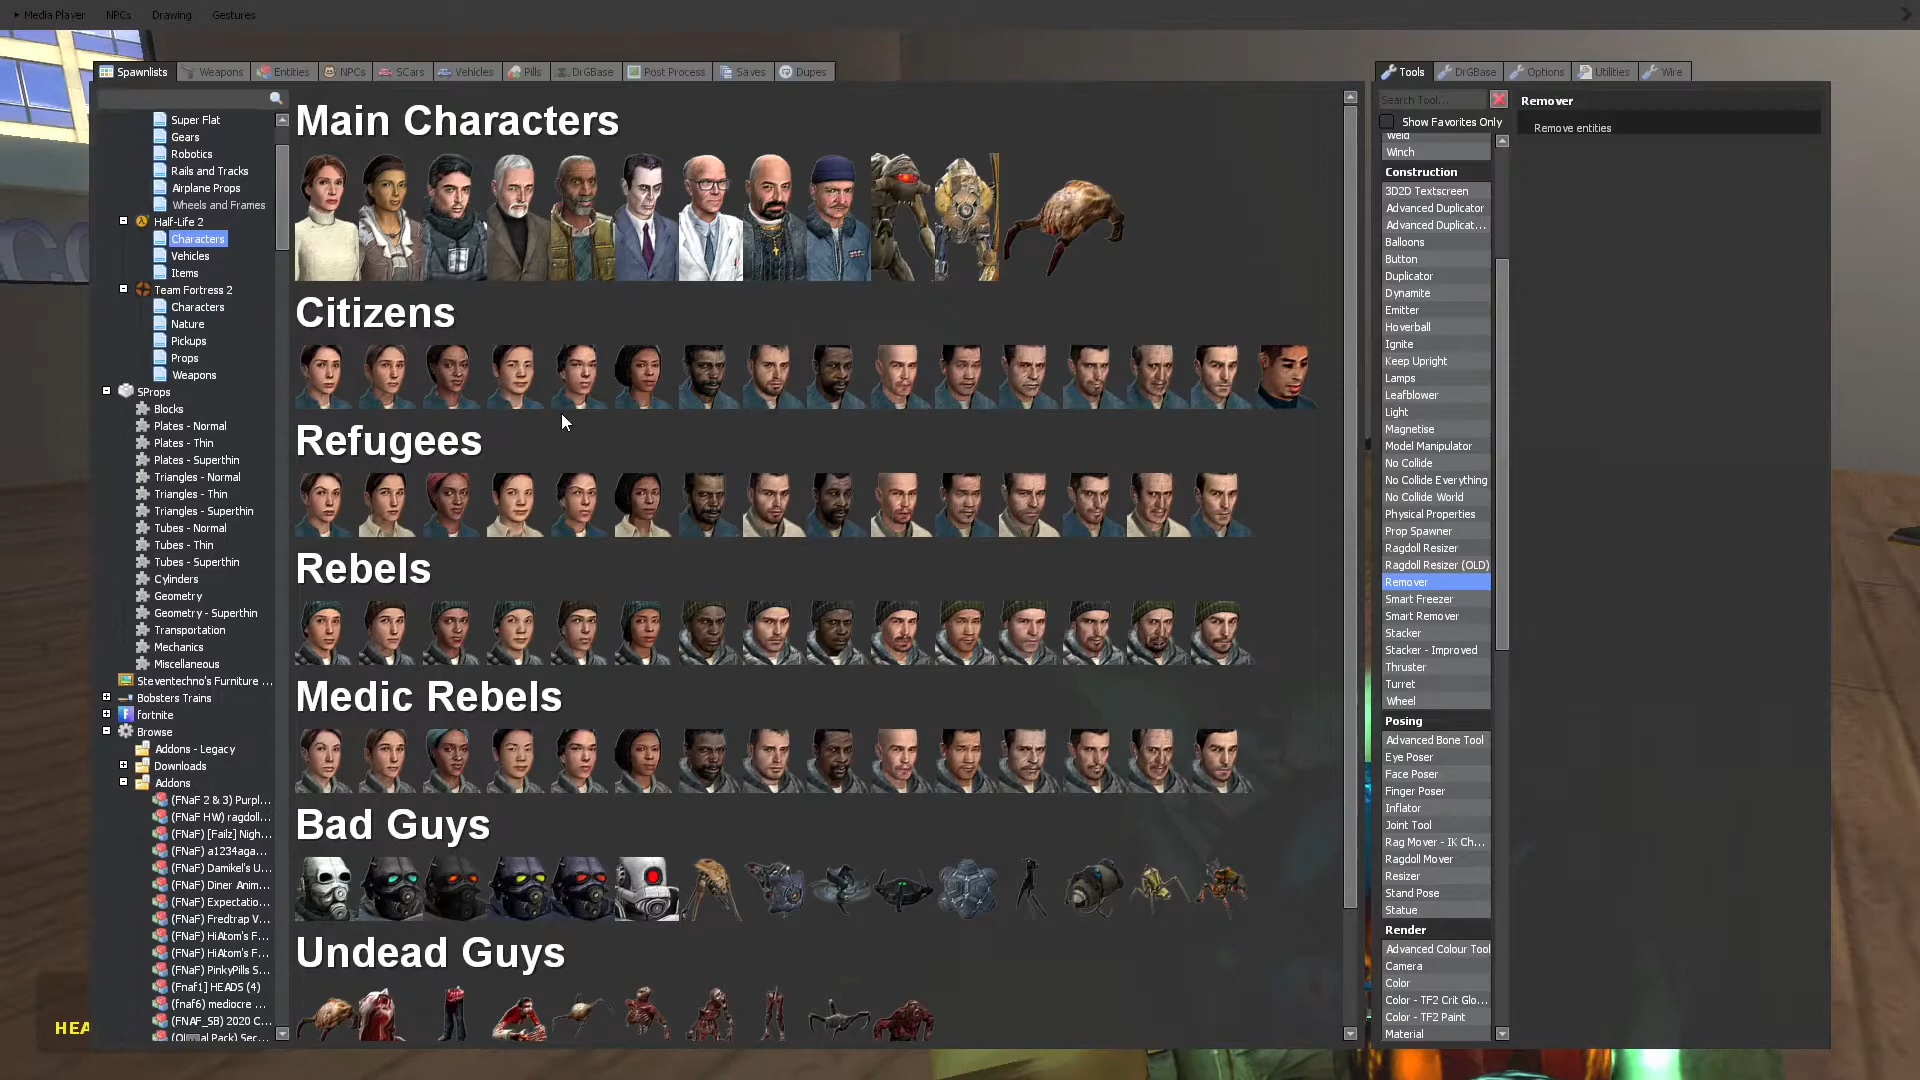 Media Player
NPCs
Drawing
Gestures
Spawnlists
Weapons
Entities
NPCs
SCars
Vehicles
Pills
DrGBase
Post Process
Saves
Dupes
Super Flat
Gears
Robotics
Rails and Tracks
Airplane Props
Wheels and Frames
Half-Life 2
Characters
Vehicles
Items
Team Fortress 2
Characters
Nature
Pickups
Props
Weapons
SProps
Blocks
Plates - Normal
Plates - Thin
Plates - Superthin
Triangles - Normal
Triangles - Thin
Triangles - Superthin
Tubes - Normal
Tubes - Thin
Tubes - Superthin
Cylinders
Geometry
Geometry - Superthin
Transportation
Mechanics
Miscellaneous
Steventechno's Furniture ...
Bobsters Trains
fortnite
Browse
Addons - Legacy
Downloads
Addons
(FNaF 2 & 3) Purpl...
(FNaF HW) ragdoll...
(FNaF) [Failz] Nigh...
(FNaF) a1234aga...
(FNaF) Damikel's U...
(FNaF) Diner Anim...
(FNaF) Expectatio...
(FNaF) Fredtrap V...
(FNaF) HiAtom's F...
(FNaF) HiAtom's F...
(FNaF) PinkyPills S...
(Fnaf1] HEADS (4)
(fnaf6) mediocre ...
(FNAF_SB) 2020 C...
HEA
Main Characters
Citizens
Refugees
Rebels
Medic Rebels
Bad Guys
Undead Guys
Tools
DrGBase
Options
Utilities
Wire
Search Tool...
Show Favorites Only
Weld
Winch
Construction
3D2D Textscreen
Advanced Duplicator
Advanced Duplicat...
Balloons
Button
Duplicator
Dynamite
Emitter
Hoverball
Ignite
Keep Upright
Lamps
Leafblower
Light
Magnetise
Model Manipulator
No Collide
No Collide Everything
No Collide World
Physical Properties
Prop Spawner
Ragdoll Resizer
Ragdoll Resizer (OLD)
Remover
Smart Freezer
Smart Remover
Stacker
Stacker - Improved
Thruster
Turret
Wheel
Posing
Advanced Bone Tool
Eye Poser
Face Poser
Finger Poser
Inflator
Joint Tool
Rag Mover - IK Ch...
Ragdoll Mover
Resizer
Stand Pose
Statue
Render
Advanced Colour Tool
Camera
Color
Color - TF2 Crit Glo...
Color - TF2 Paint
Material
Remover
Remove entities